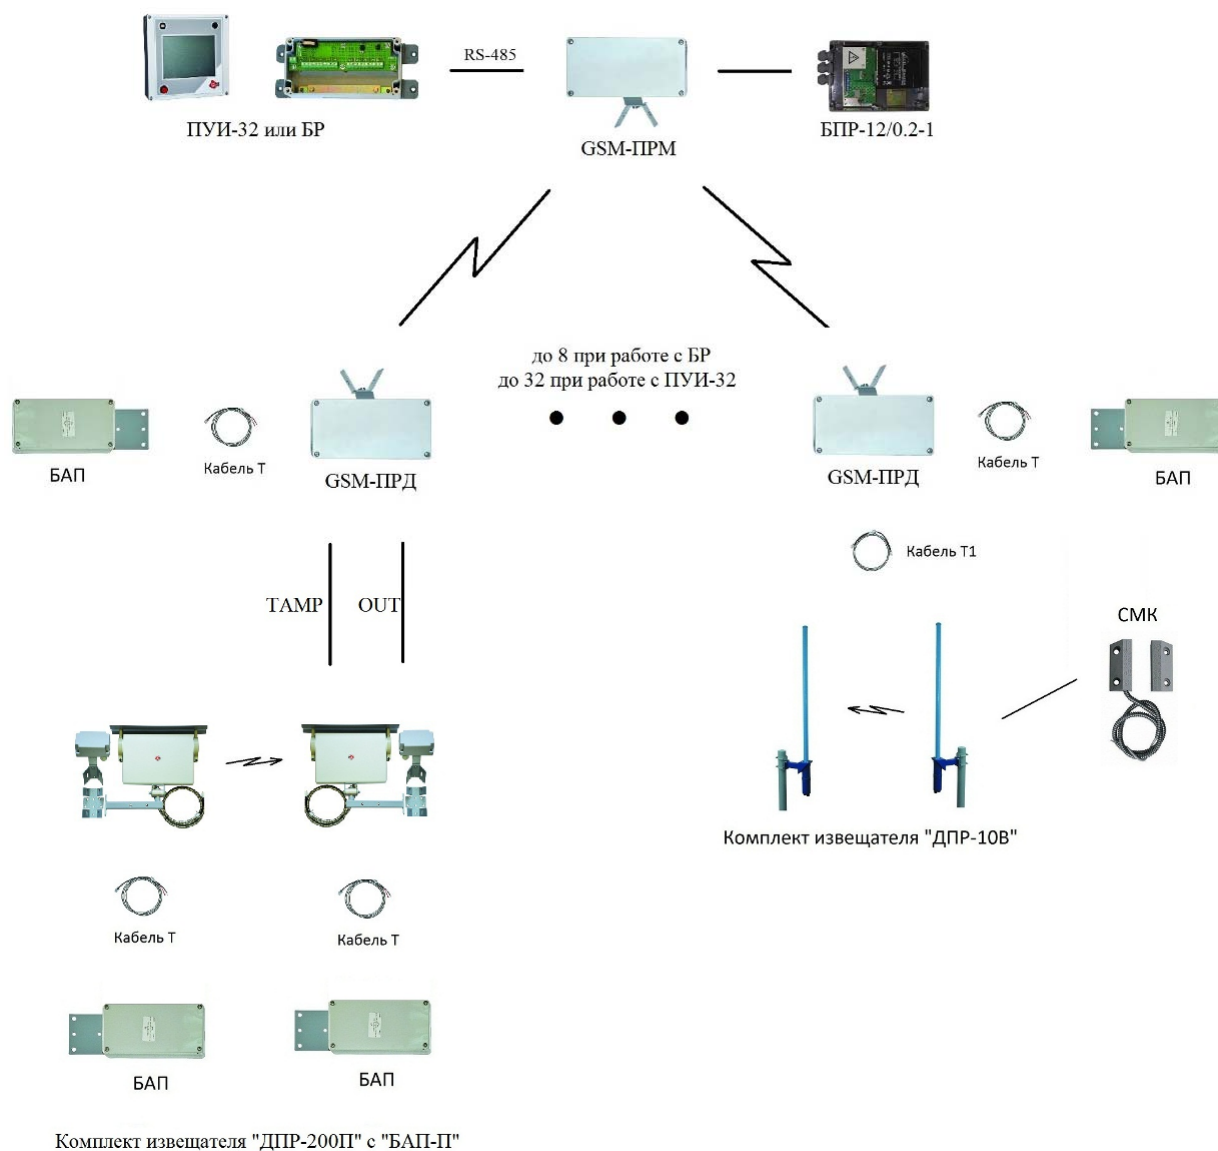 RS-485
ПУИ-32 или БР
GSM-ПРМ
БПР-12/0.2-1
до 8 при работе с БР
до 32 при работе с ПУИ-32
БАП
Кабель Т
GSM-ПРД
GSM-ПРД
Кабель Т
БАП
Кабель Т1
TAMP
OUT
СМК
Комплект извещателя "ДПР-10В"
Кабель Т
Кабель Т
БАП
БАП
Комплект извещателя "ДПР-200П" с "БАП-П"